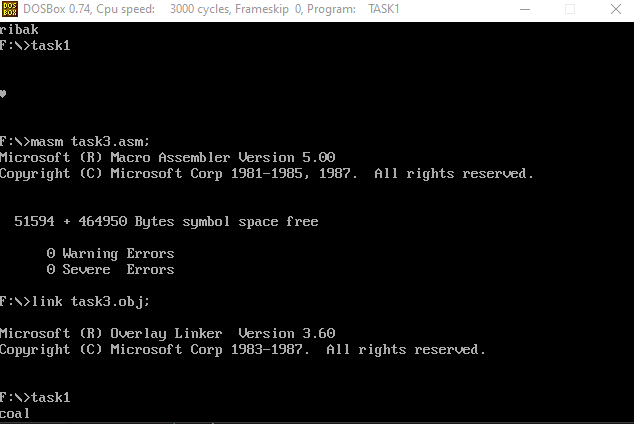 DOSBox 0.74, Cpu speed: 3000 cycles, Frameskip 0, Program: TASK1
ribak
F:\>task1
♥
F:\>masm task3.asm;
Microsoft (R) Macro Assembler Version 5.00
Copyright (C) Microsoft Corp 1981-1985, 1987.  All rights reserved.
51594 + 464950 Bytes symbol space free
0 Warning Errors
0 Severe  Errors
F:\>link task3.obj;
Microsoft (R) Overlay Linker  Version 3.60
Copyright (C) Microsoft Corp 1983-1987.  All rights reserved.
F:\>task1
coal